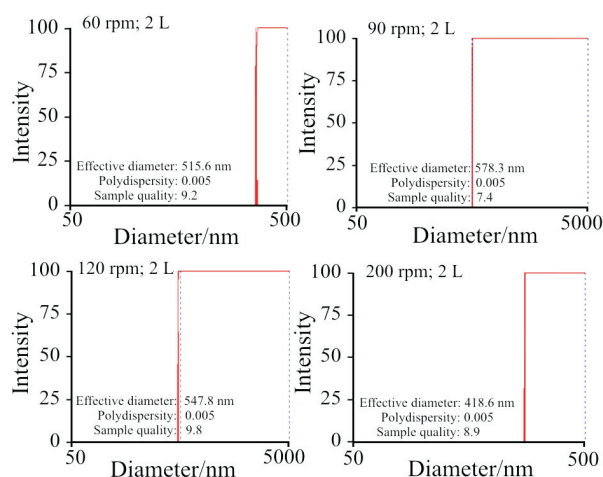 60 rpm; 2 L
100
75
50
25
0
Intensity
Effective diameter: 515.6 nm
Polydispersity: 0.005
Sample quality: 9.2
50
500
Diameter/nm
90 rpm; 2 L
100
75
50
25
0
Intensity
Effective diameter: 578.3 nm
Polydispersity: 0.005
Sample quality: 7.4
50
5000
Diameter/nm
120 rpm; 2 L
100
75
50
25
0
Intensity
Effective diameter: 547.8 nm
Polydispersity: 0.005
Sample quality: 9.8
50
5000
Diameter/nm
200 rpm; 2 L
100
75
50
25
0
Intensity
Effective diameter: 418.6 nm
Polydispersity: 0.005
Sample quality: 8.9
50
500
Diameter/nm